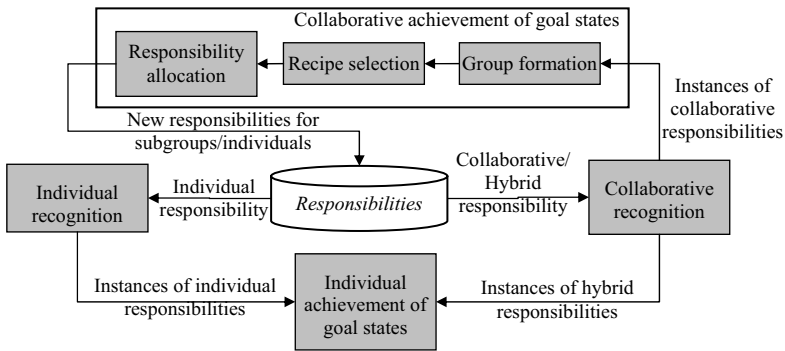 Collaborative achievement of goal states
Responsibility
allocation
Recipe selection
Group formation
Instances of
collaborative
responsibilities
New responsibilities for
subgroups/individuals
Individual
recognition
Individual
responsibility
Responsibilities
Collaborative/
Hybrid
responsibility
Collaborative
recognition
Instances of individual
responsibilities
Individual
achievement of
goal states
Instances of hybrid
responsibilities